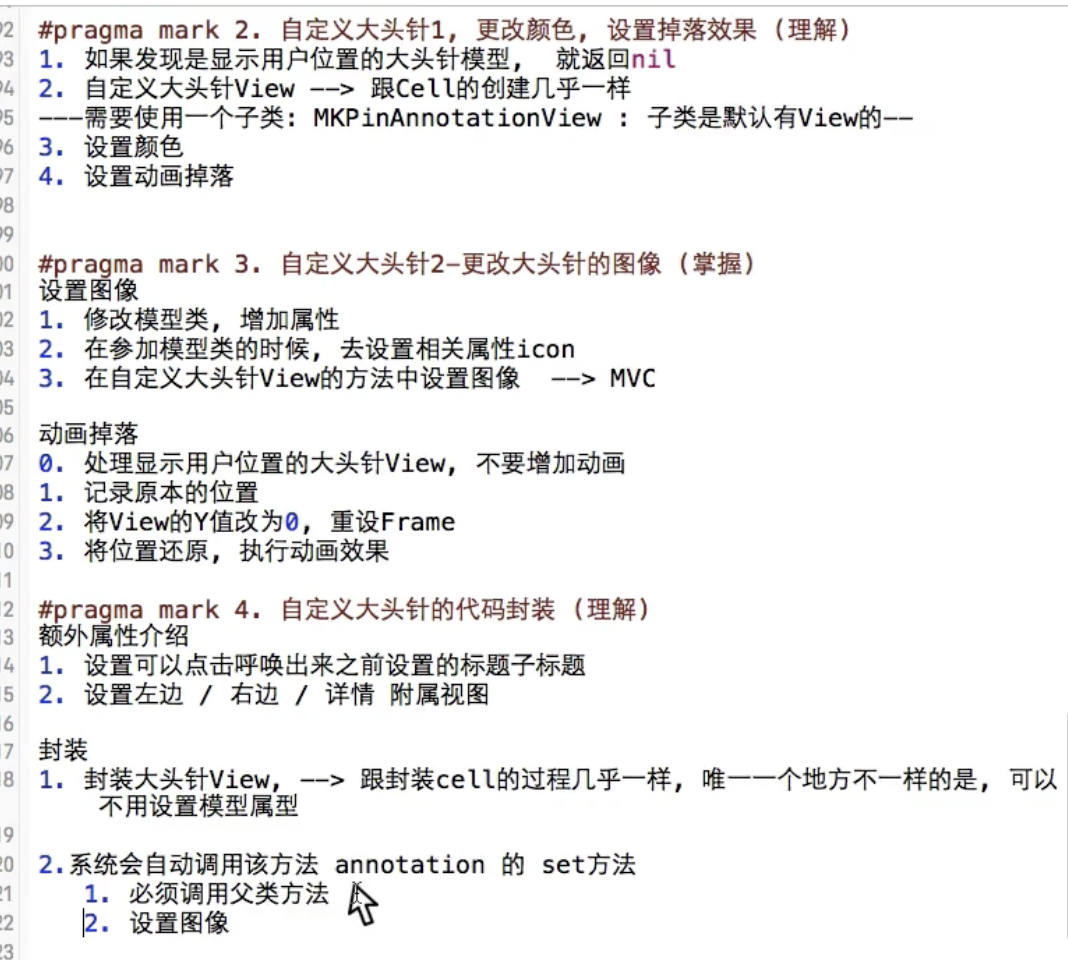 92 #pragma mark 2. 自定义大头针1, 更改颜色, 设置掉落效果 (理解)
93 1. 如果发现是显示用户位置的大头针模型, 就返回nil
94 2. 自定义大头针View --> 跟Cell的创建几乎一样
95 ---需要使用一个子类: MKPinAnnotationView : 子类是默认有View的--
96 3. 设置颜色
97 4. 设置动画掉落
98
99
00 #pragma mark 3. 自定义大头针2-更改大头针的图像 (掌握)
01 设置图像
02 1. 修改模型类, 增加属性
03 2. 在参加模型类的时候, 去设置相关属性icon
04 3. 在自定义大头针View的方法中设置图像 --> MVC
05
06 动画掉落
07 0. 处理显示用户位置的大头针View, 不要增加动画
08 1. 记录原本的位置
09 2. 将View的Y值改为0, 重设Frame
10 3. 将位置还原, 执行动画效果
11
12 #pragma mark 4. 自定义大头针的代码封装 (理解)
13 额外属性介绍
14 1. 设置可以点击呼唤出来之前设置的标题子标题
15 2. 设置左边 / 右边 / 详情 附属视图
16
17 封装
18 1. 封装大头针View, --> 跟封装cell的过程几乎一样, 唯一一个地方不一样的是, 可以
不用设置模型属型
19
20 2.系统会自动调用该方法 annotation 的 set方法
21 1. 必须调用父类方法
22 2. 设置图像
23